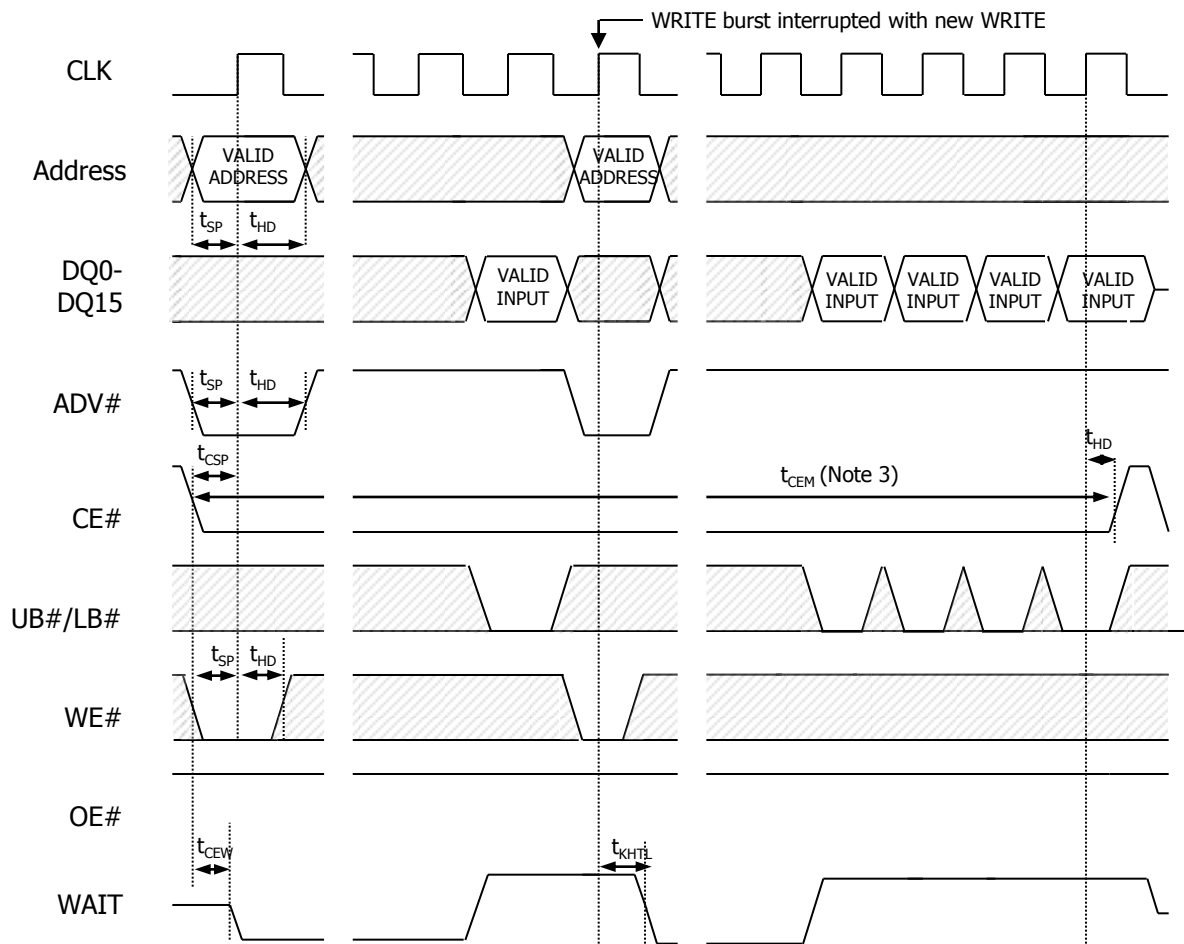 WRITE burst interrupted with new WRITE
CLK
Address
VALID
ADDRESS
VALID
ADDRESS
tSP
tHD
DQ0-
DQ15
VALID
INPUT
VALID
INPUT
VALID
INPUT
VALID
INPUT
VALID
INPUT
ADV#
tSP
tHD
tHD
tCSP
tCEM (Note 3)
CE#
UB#/LB#
tSP
tHD
WE#
OE#
tCEW
tKHTL
WAIT